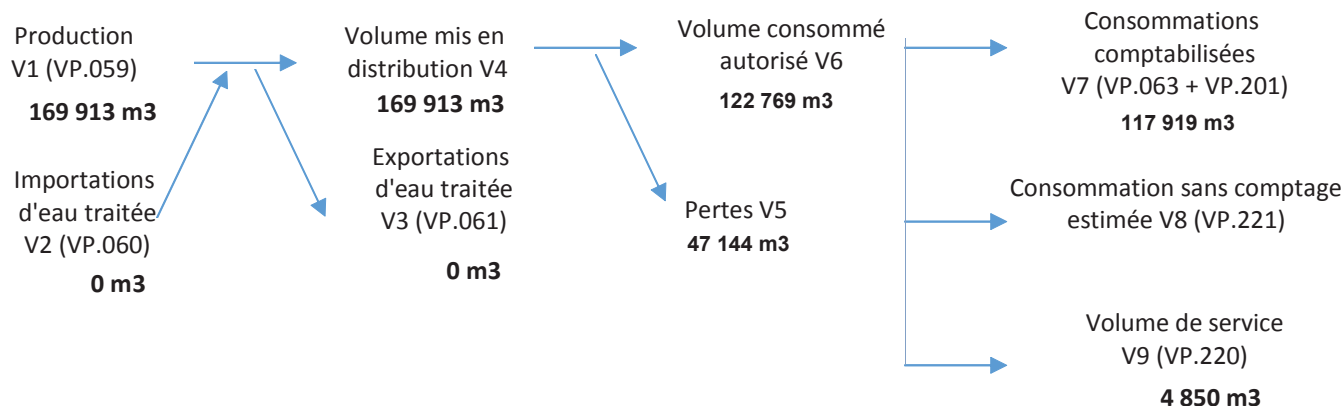 Production
V1 (VP.059)
169 913 m3
Importations
d'eau traitée
V2 (VP.060)
0 m3
Volume mis en
distribution V4
169 913 m3
Exportations
d'eau traitée
V3 (VP.061)
0 m3
Volume consommé
autorisé V6
122 769 m3
Pertes V5
47 144 m3
Consommations
comptabilisées
V7 (VP.063 + VP.201)
117 919 m3
Consommation sans comptage
estimée V8 (VP.221)
Volume de service
V9 (VP.220)
4 850 m3